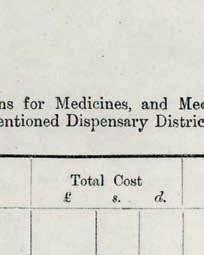 ns for Medicines, and Med
entioned Dispensary Distric
Total Cost
£ s. d.